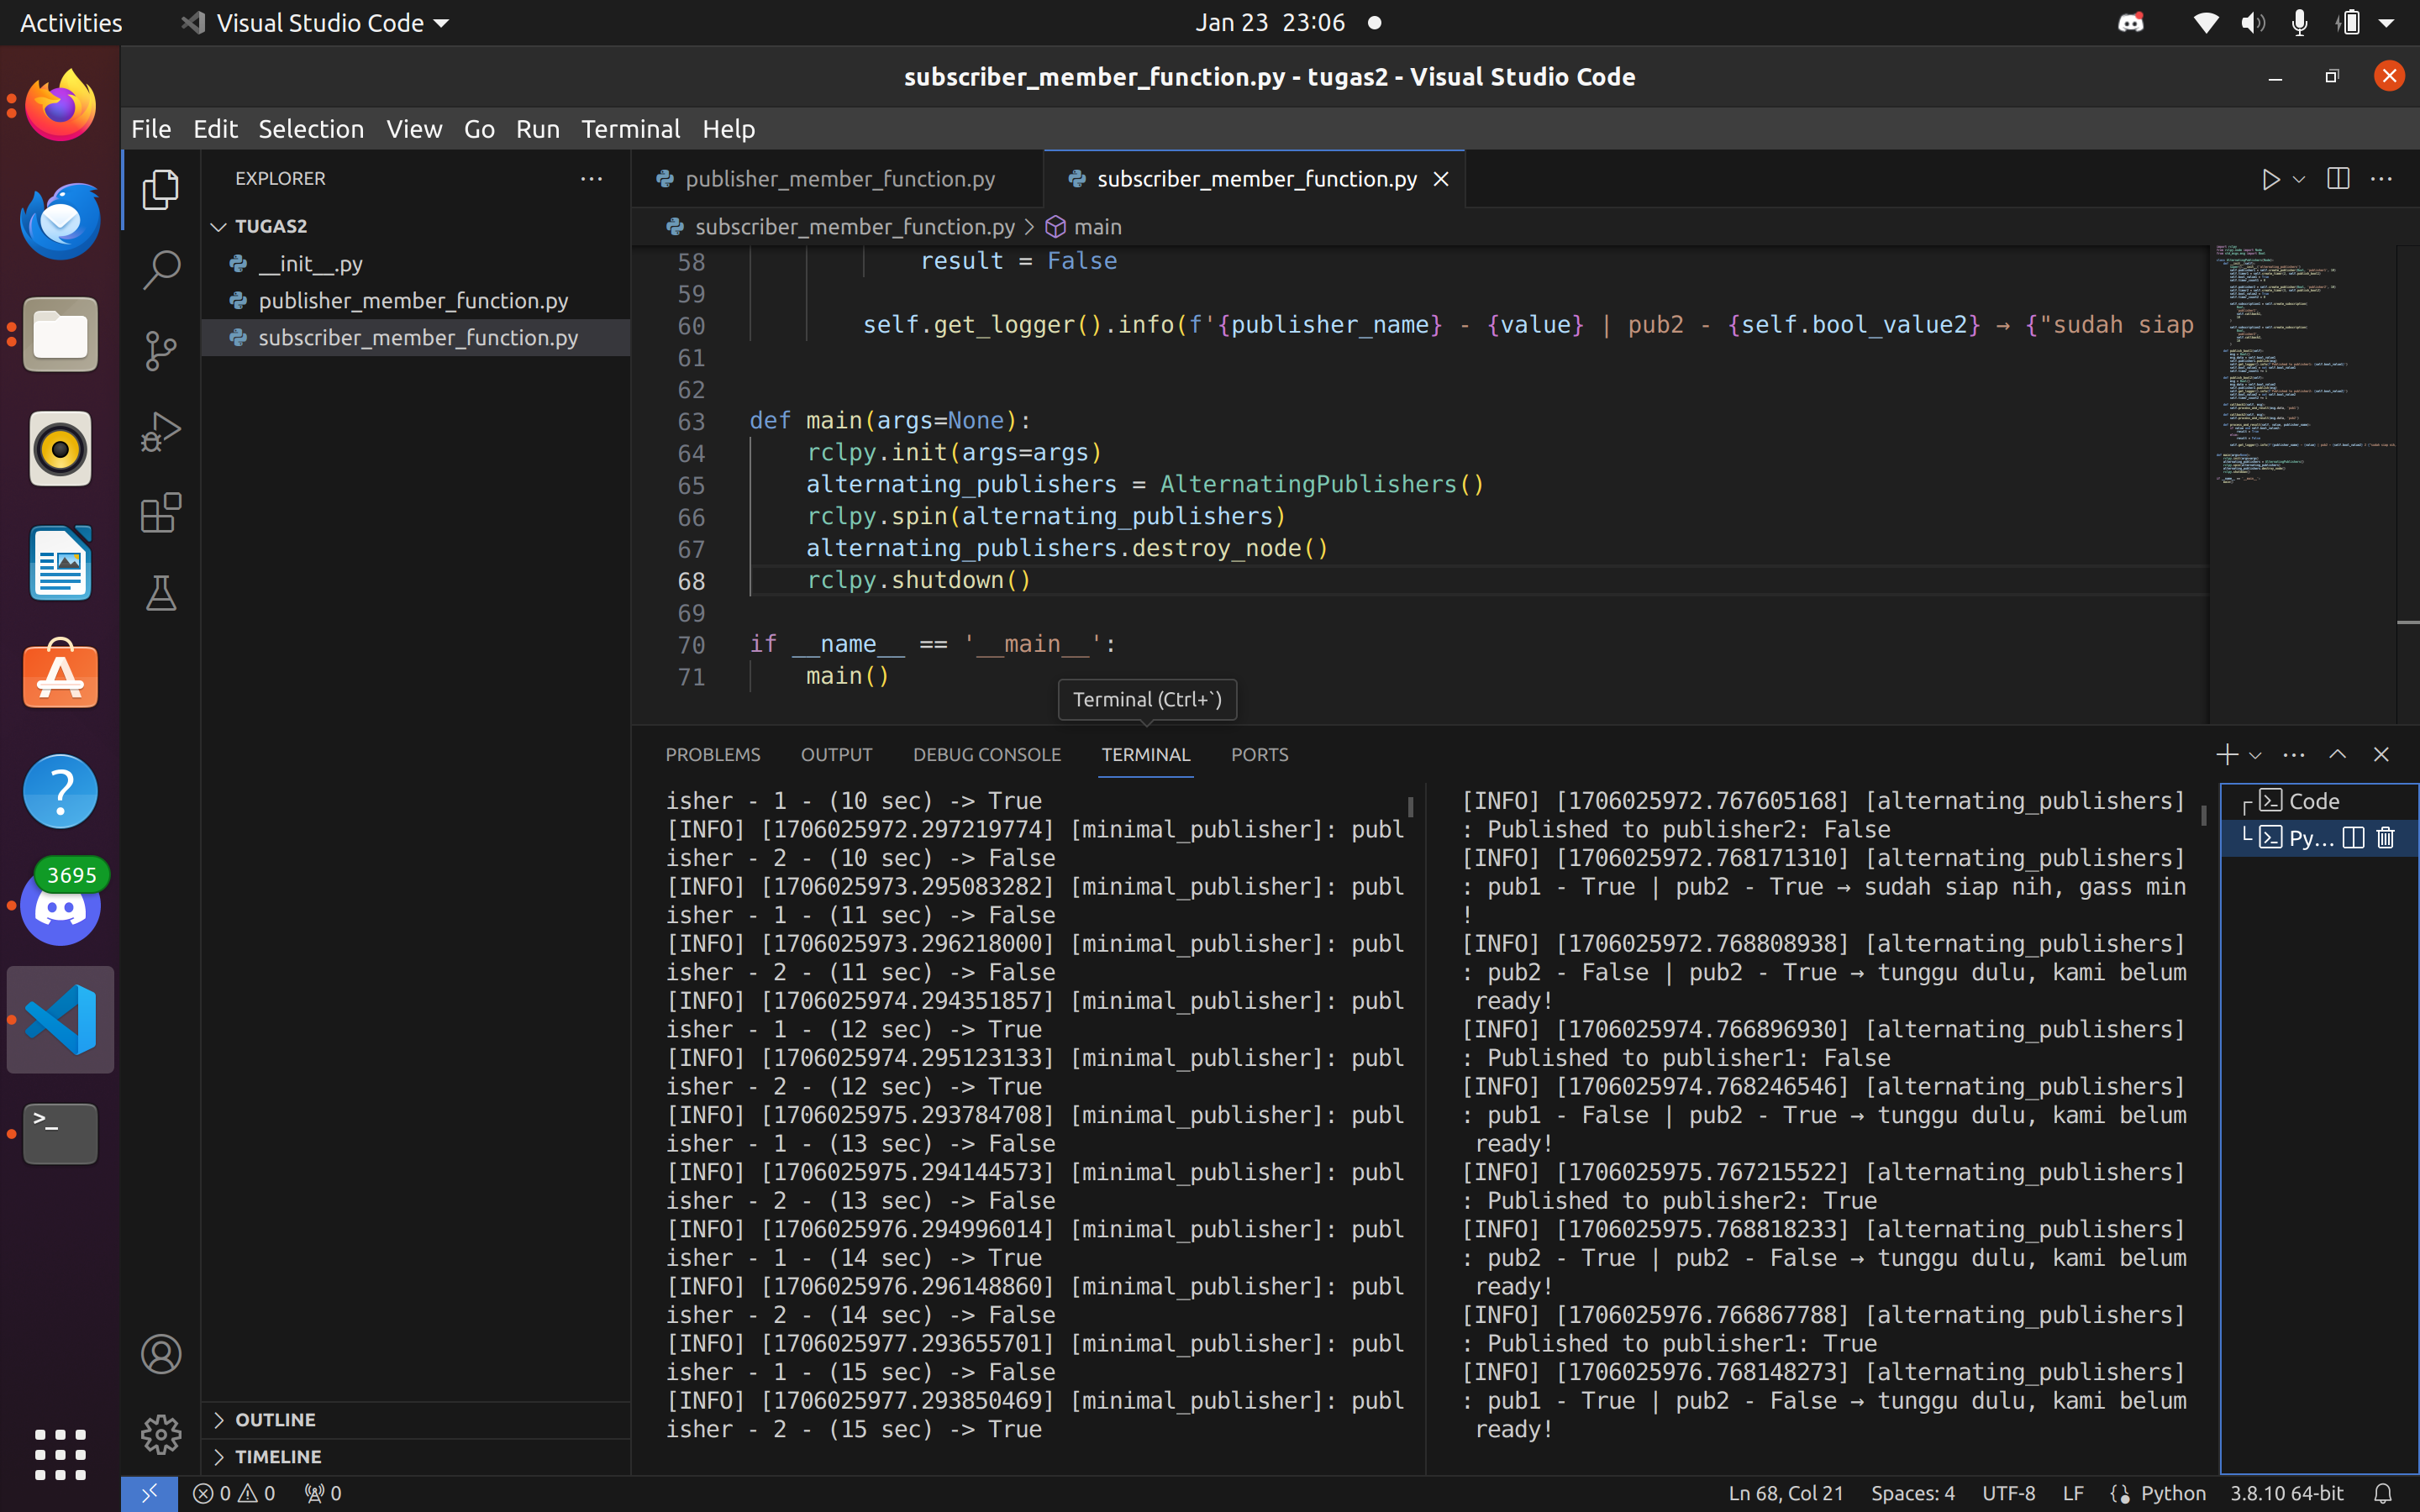 Activities
Visual Studio Code
Jan 23 23:06
subscriber_member_function.py - tugas2 - Visual Studio Code
File Edit Selection View Go Run Terminal Help
EXPLORER
TUGAS2
__init__.py
publisher_member_function.py
subscriber_member_function.py
OUTLINE
TIMELINE
3695
publisher_member_function.py
subscriber_member_function.py
subscriber_member_function.py > main
58 result = False
59
60 self.get_logger().info(f'{publisher_name} - {value} | pub2 - {self.bool_value2} → {"sudah siap
61
62
63 def main(args=None):
64 rclpy.init(args=args)
65 alternating_publishers = AlternatingPublishers()
66 rclpy.spin(alternating_publishers)
67 alternating_publishers.destroy_node()
68 rclpy.shutdown()
69
70 if __name__ == '__main__':
71 main()
Terminal (Ctrl+`)
PROBLEMS OUTPUT DEBUG CONSOLE TERMINAL PORTS
isher - 1 - (10 sec) -> True
[INFO] [1706025972.297219774] [minimal_publisher]: publ
isher - 2 - (10 sec) -> False
[INFO] [1706025973.295083282] [minimal_publisher]: publ
isher - 1 - (11 sec) -> False
[INFO] [1706025973.296218000] [minimal_publisher]: publ
isher - 2 - (11 sec) -> False
[INFO] [1706025974.294351857] [minimal_publisher]: publ
isher - 1 - (12 sec) -> True
[INFO] [1706025974.295123133] [minimal_publisher]: publ
isher - 2 - (12 sec) -> True
[INFO] [1706025975.293784708] [minimal_publisher]: publ
isher - 1 - (13 sec) -> False
[INFO] [1706025975.294144573] [minimal_publisher]: publ
isher - 2 - (13 sec) -> False
[INFO] [1706025976.294996014] [minimal_publisher]: publ
isher - 1 - (14 sec) -> True
[INFO] [1706025976.296148860] [minimal_publisher]: publ
isher - 2 - (14 sec) -> False
[INFO] [1706025977.293655701] [minimal_publisher]: publ
isher - 1 - (15 sec) -> False
[INFO] [1706025977.293850469] [minimal_publisher]: publ
isher - 2 - (15 sec) -> True
[INFO] [1706025972.767605168] [alternating_publishers]
: Published to publisher2: False
[INFO] [1706025972.768171310] [alternating_publishers]
: pub1 - True | pub2 - True → sudah siap nih, gass min
!
[INFO] [1706025972.768808938] [alternating_publishers]
: pub2 - False | pub2 - True → tunggu dulu, kami belum
ready!
[INFO] [1706025974.766896930] [alternating_publishers]
: Published to publisher1: False
[INFO] [1706025974.768246546] [alternating_publishers]
: pub1 - False | pub2 - True → tunggu dulu, kami belum
ready!
[INFO] [1706025975.767215522] [alternating_publishers]
: Published to publisher2: True
[INFO] [1706025975.768818233] [alternating_publishers]
: pub2 - True | pub2 - False → tunggu dulu, kami belum
ready!
[INFO] [1706025976.766867788] [alternating_publishers]
: Published to publisher1: True
[INFO] [1706025976.768148273] [alternating_publishers]
: pub1 - True | pub2 - False → tunggu dulu, kami belum
ready!
Code
Py...
0 0 0
Ln 68, Col 21 Spaces: 4 UTF-8 LF Python 3.8.10 64-bit